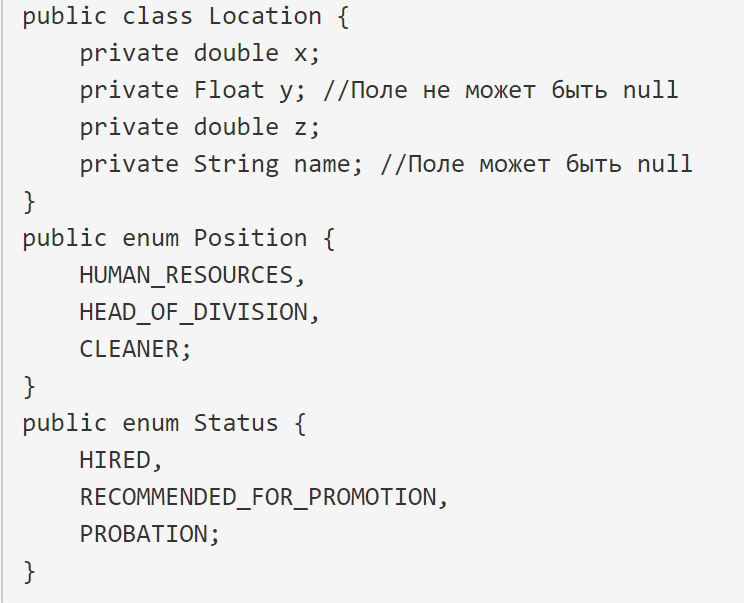 public class Location {
    private double x;
    private Float y; //Поле не может быть null
    private double z;
    private String name; //Поле может быть null
}
public enum Position {
    HUMAN_RESOURCES,
    HEAD_OF_DIVISION,
    CLEANER;
}
public enum Status {
    HIRED,
    RECOMMENDED_FOR_PROMOTION,
    PROBATION;
}